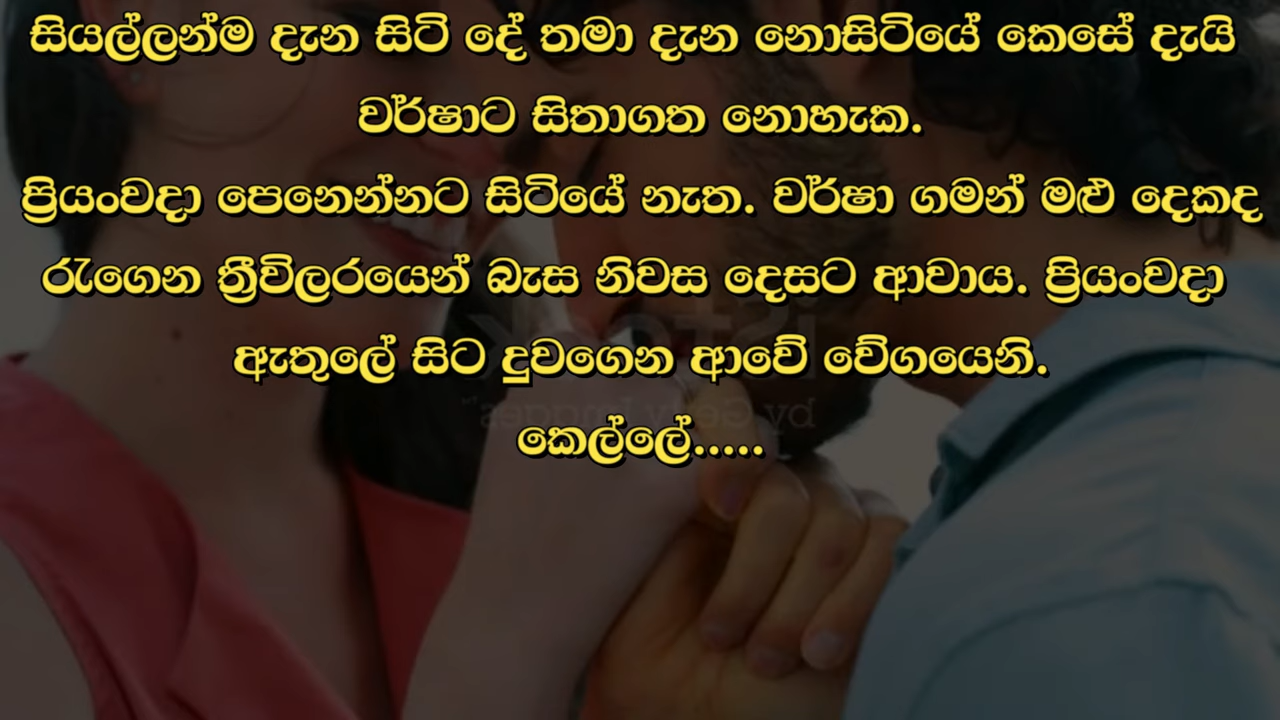 සියල්ලන්ම දැන සිටි දේ තමා දැන නොසිටියේ කෙසේ දැයි
වර්ෂාට සිතාගත නොහැක.
ප්‍රියංවදා පෙනෙන්නට සිටියේ නැත. වර්ෂා ගමන් මළු දෙකද
රැගෙන ත්‍රීවිලරයෙන් බැස නිවස දෙසට ආවාය. ප්‍රියංවදා
ඇතුලේ සිට දුවගෙන ආවේ වේගයෙනි.
කෙල්ලේ.....